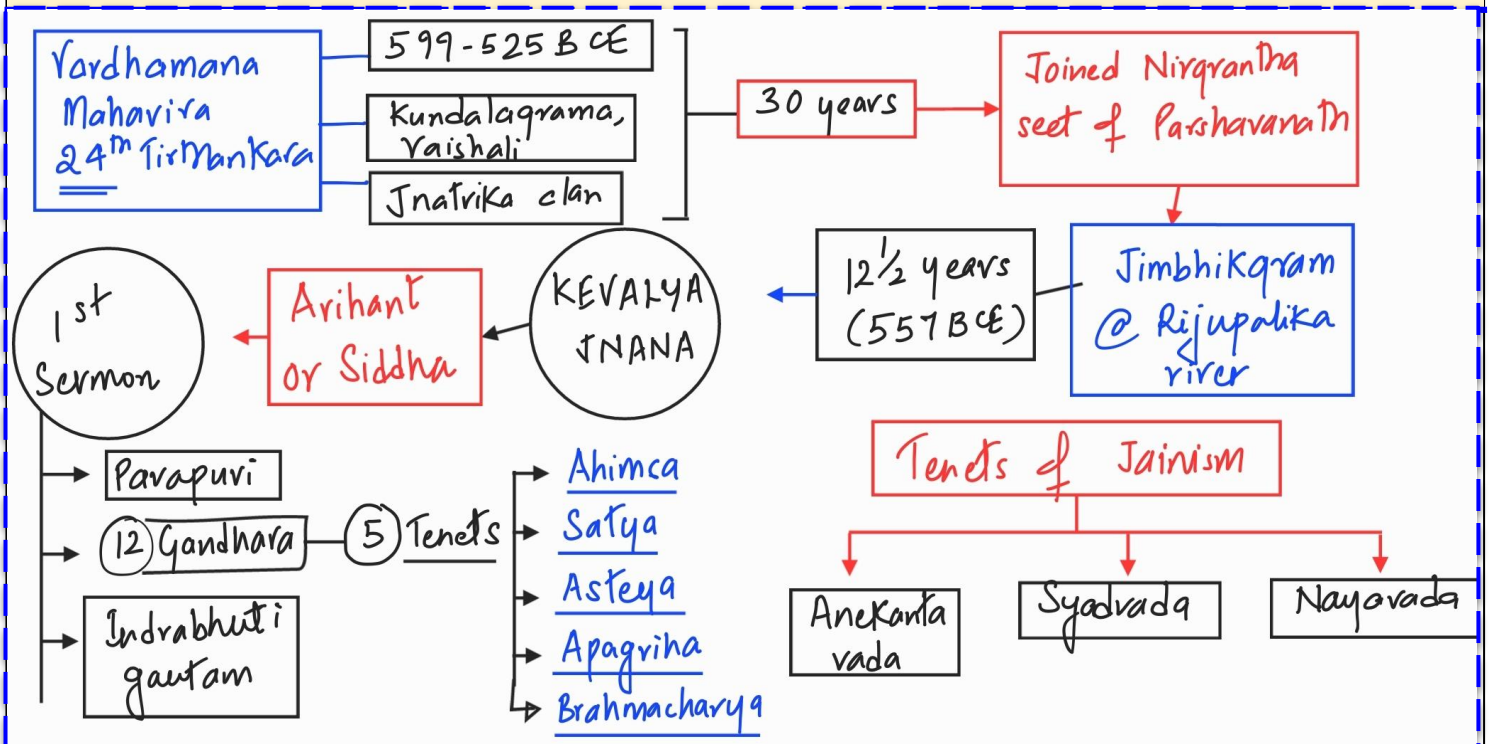 Vardhamana
Mahavira
24th Tirthankara
599-525 BCE
Kundalagrama,
Vaishali
Jnatrika clan
30 years
Joined Nirgrantha
sect of Parshavanath
Jimbhikgram
@ Rijupalika
river
12 1/2 years
(557 BCE)
KEVALYA
JNANA
Arihant
or Siddha
1st
Sermon
Pavapuri
12 Gandhara
5 Tenets
Indrabhuti
gautam
Ahimca
Satya
Asteya
Apagriha
Brahmacharya
Tenets of Jainism
Anekanta
vada
Syadvada
Nayavada